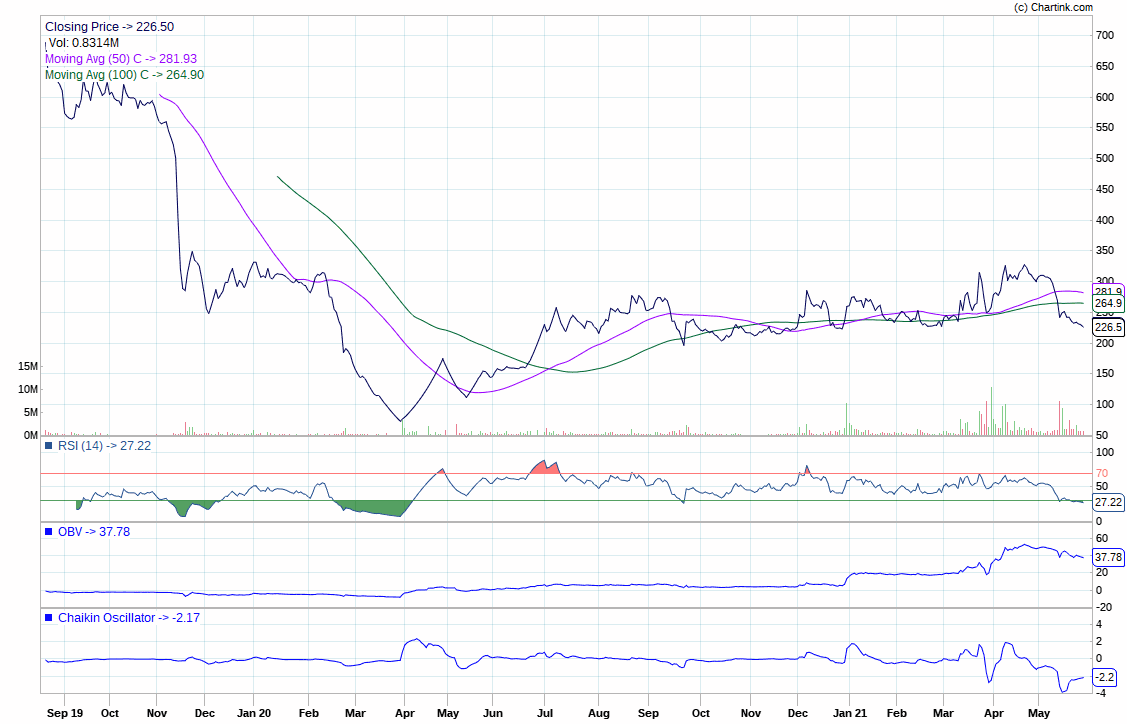 (c) Chartink.com
Closing Price -> 226.50
Vol: 0.8314M
Moving Avg (50) C -> 281.93
Moving Avg (100) C -> 264.90
700
650
600
550
500
450
400
350
300
281.9
264.9
250
226.5
200
150
100
50
15M
10M
5M
0M
RSI (14) -> 27.22
100
70
50
27.22
0
OBV -> 37.78
60
37.78
20
0
-20
Chaikin Oscillator -> -2.17
4
2
0
-2.2
-4
Sep 19 Oct Nov Dec Jan 20 Feb Mar Apr May Jun Jul Aug Sep Oct Nov Dec Jan 21 Feb Mar Apr May